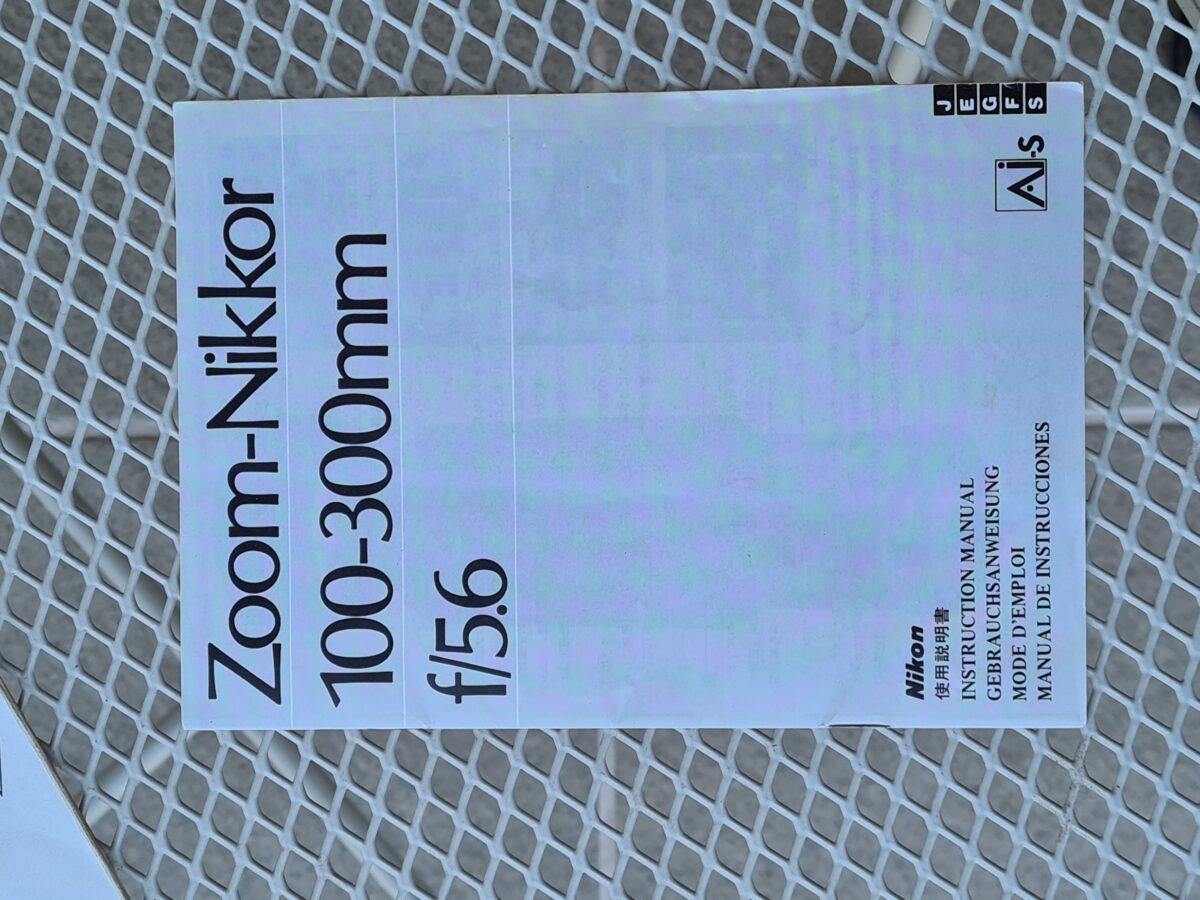 Zoom-Nikkor
100-300mm
f/5.6
Nikon
使用説明書
INSTRUCTION MANUAL
GEBRAUCHSANWEISUNG
MODE D'EMPLOI
MANUAL DE INSTRUCCIONES
Ai-S
J
E
G
F
S